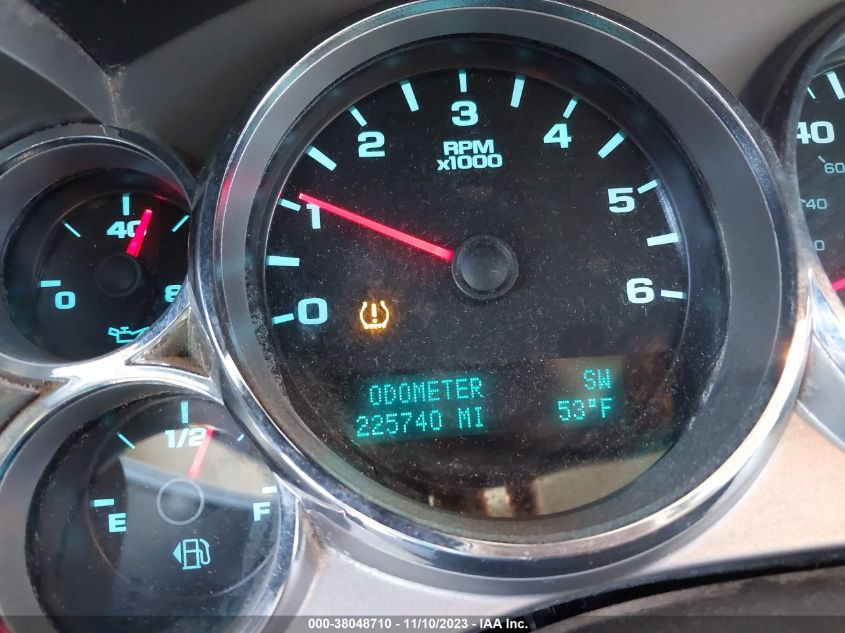 0 1 2 3 4 5 6
RPM
x1000
0 40 8
40
60
40
0
ODOMETER SW
225740 MI 53°F
E 1/2 F
000-38048710 - 11/10/2023 - IAA Inc.